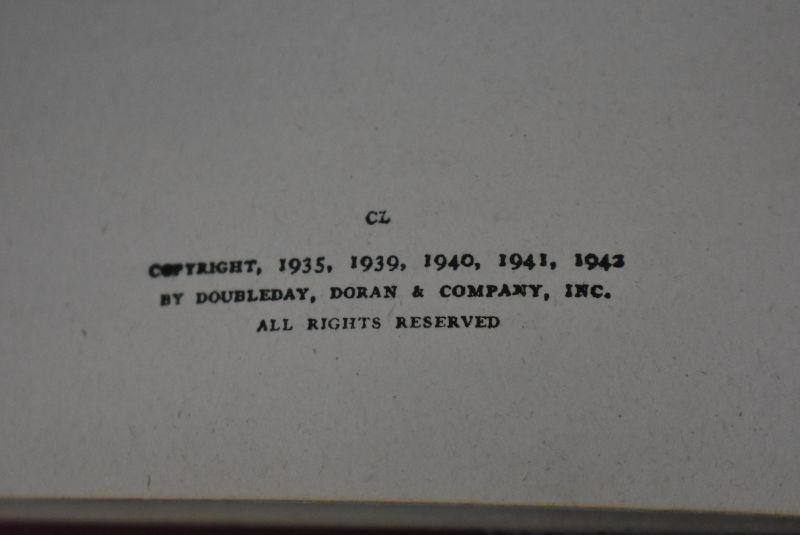 CL
COPYRIGHT, 1935, 1939, 1940, 1941, 1942
BY DOUBLEDAY, DORAN & COMPANY, INC.
ALL RIGHTS RESERVED